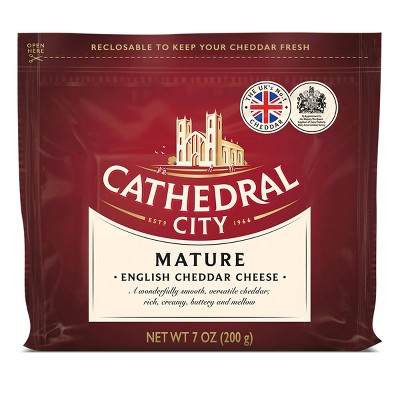 OPEN HERE
RECLOSABLE TO KEEP YOUR CHEDDAR FRESH
THE UK's No.1
CHEDDAR
CATHEDRAL
ESTD 1966
CITY
MATURE
• ENGLISH CHEDDAR CHEESE •
A wonderfully smooth, versatile cheddar;
rich, creamy, buttery and mellow
NET WT 7 OZ (200 g)